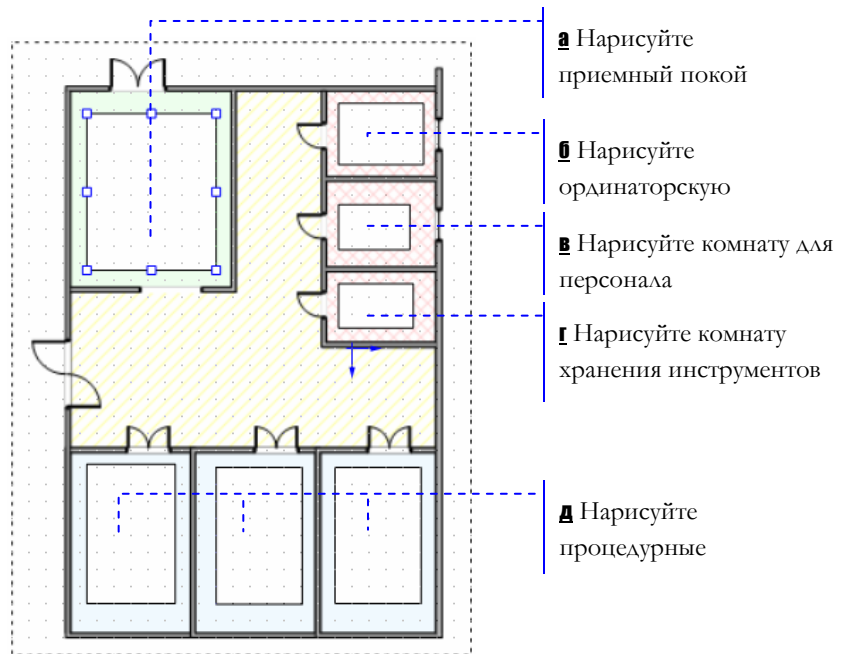 а Нарисуйте
приемный покой
б Нарисуйте
ординаторскую
в Нарисуйте комнату для
персонала
г Нарисуйте комнату
хранения инструментов
д Нарисуйте
процедурные